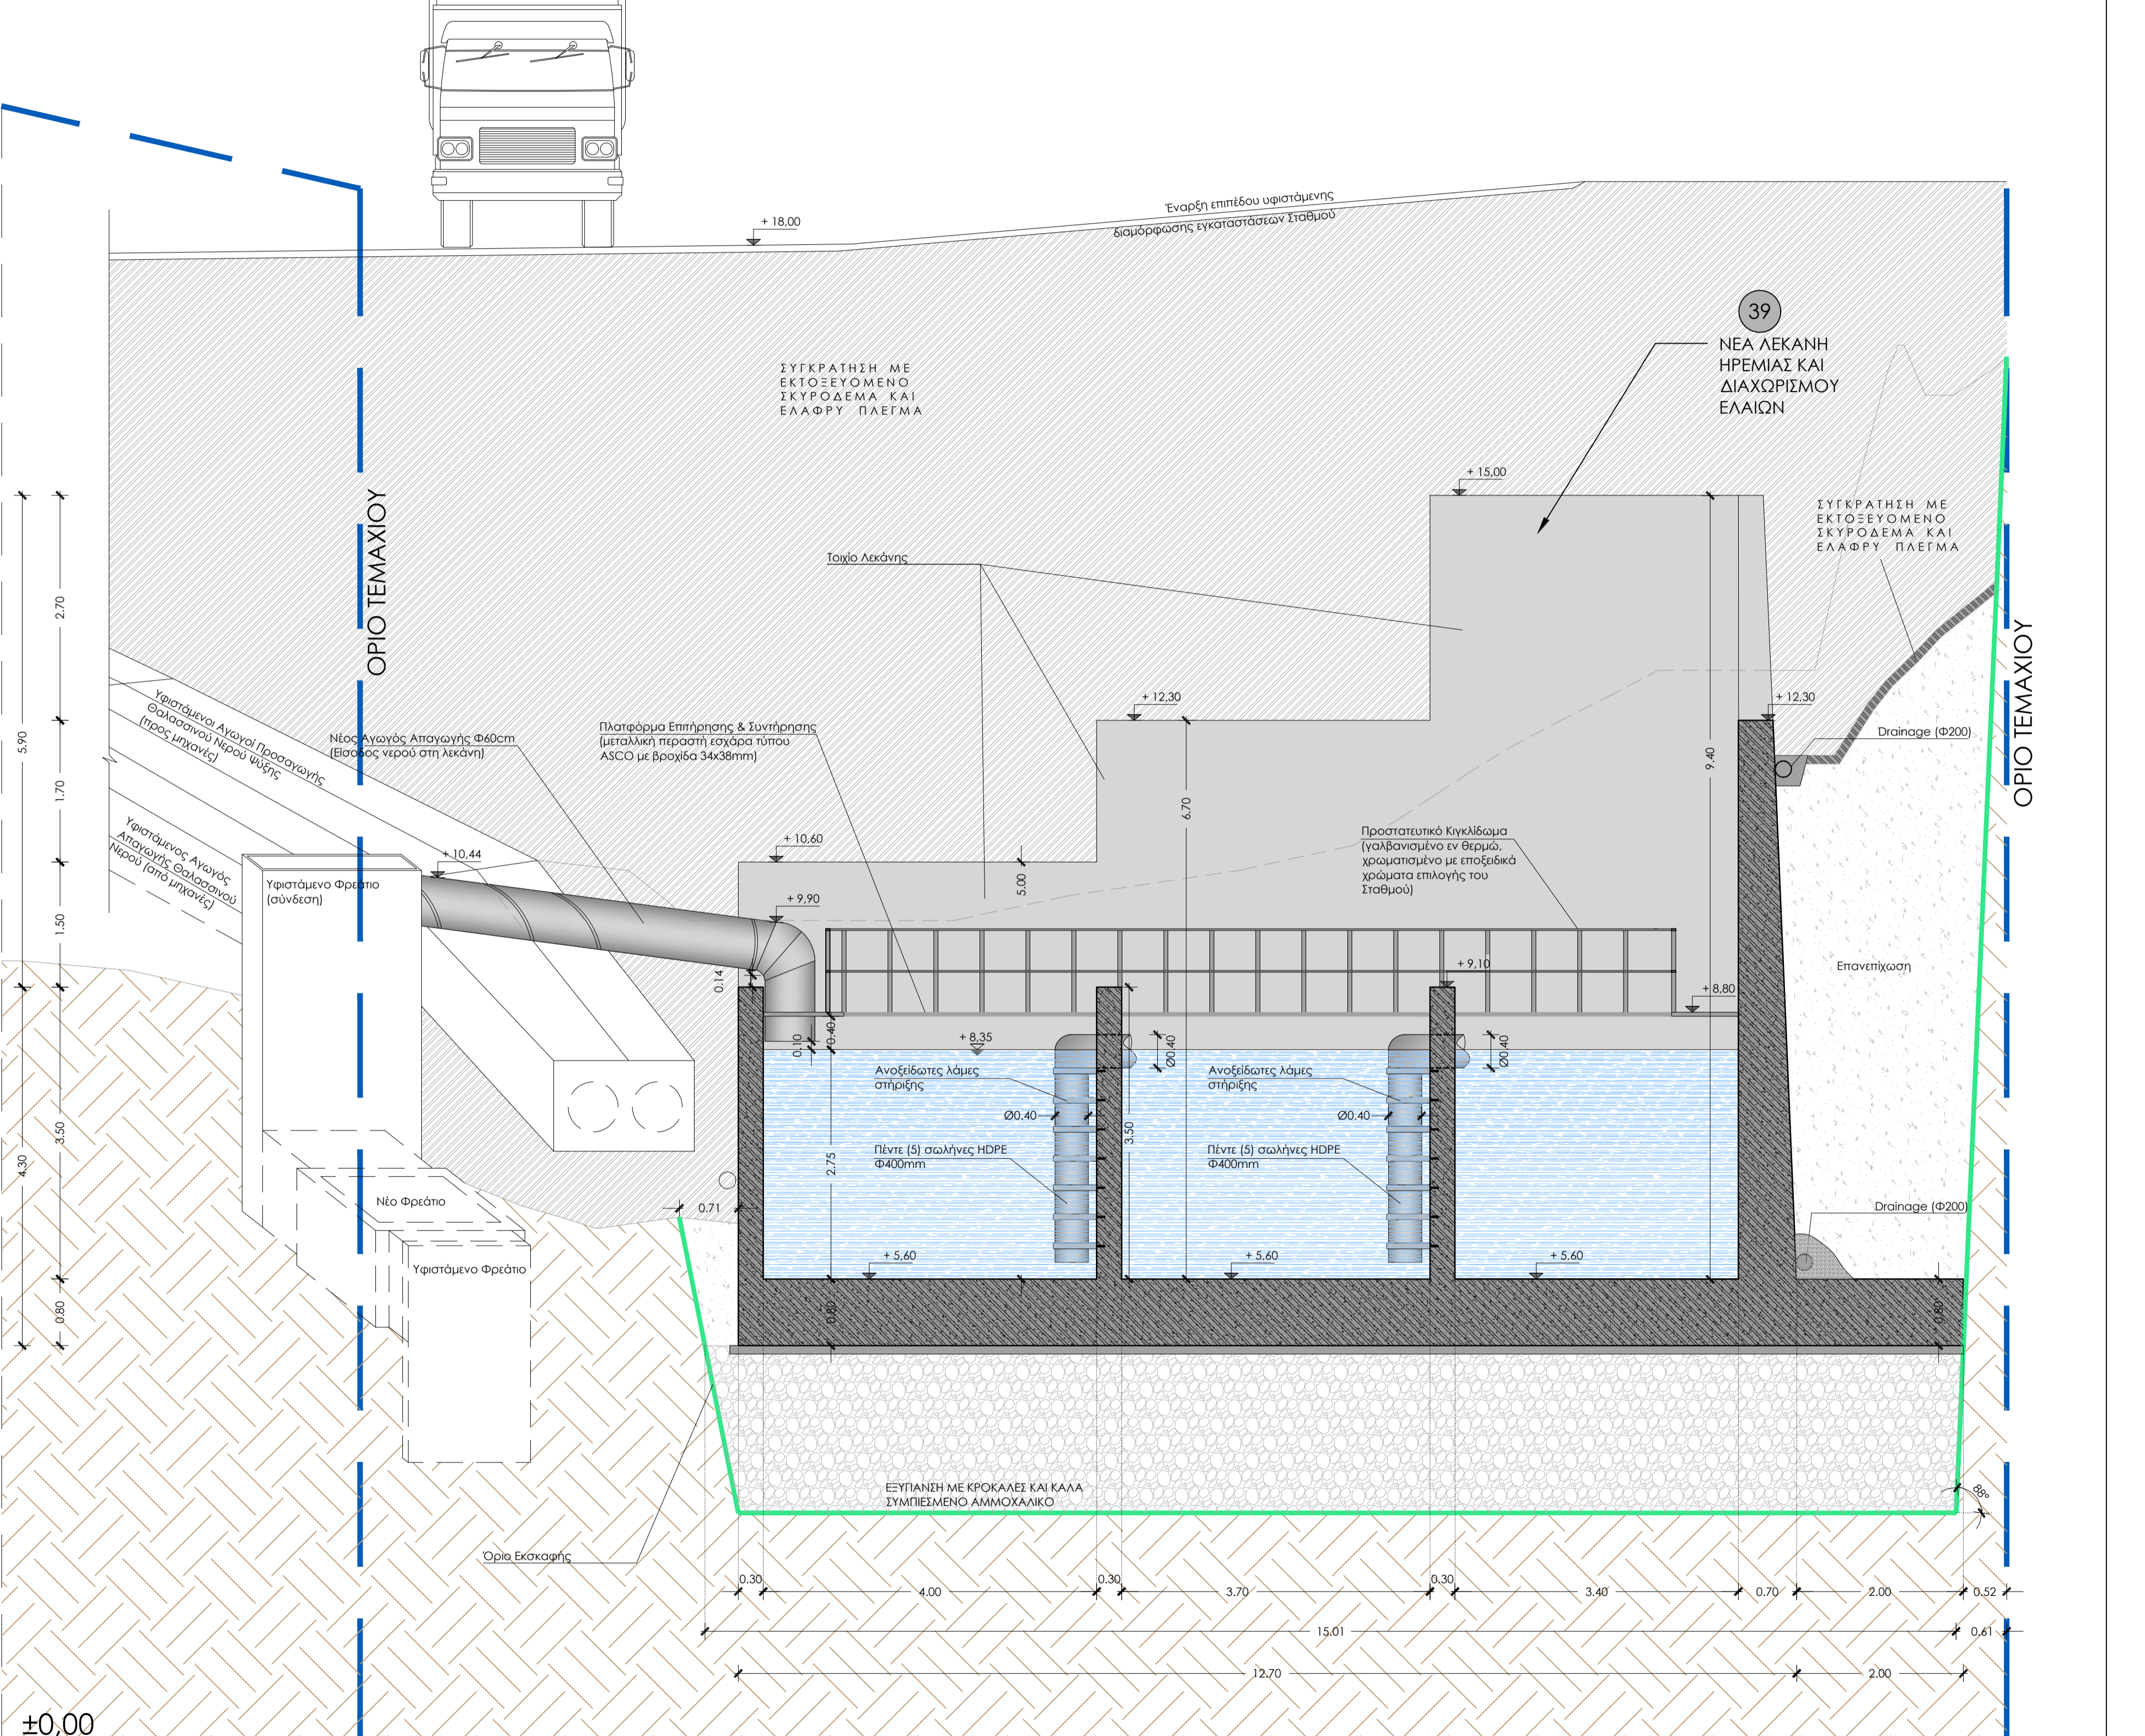 Έναρξη επιπέδου υφιστάμενης
διαμόρφωσης εγκαταστάσεων Σταθμού
+ 18,00
39
ΝΕΑ ΛΕΚΑΝΗ
ΗΡΕΜΙΑΣ ΚΑΙ
ΔΙΑΧΩΡΙΣΜΟΥ
ΕΛΑΙΩΝ
ΣΥΓΚΡΑΤΗΣΗ ΜΕ
ΕΚΤΟΞΕΥΟΜΕΝΟ
ΣΚΥΡΟΔΕΜΑ ΚΑΙ
ΕΛΑΦΡΥ ΠΛΕΓΜΑ
+ 15,00
ΣΥΓΚΡΑΤΗΣΗ ΜΕ
ΕΚΤΟΞΕΥΟΜΕΝΟ
ΣΚΥΡΟΔΕΜΑ ΚΑΙ
ΕΛΑΦΡΥ ΠΛΕΓΜΑ
ΟΡΙΟ ΤΕΜΑΧΙΟΥ
ΟΡΙΟ ΤΕΜΑΧΙΟΥ
Τοιχίο Λεκάνης
5.90
2.70
1.70
1.50
4.30
3.50
0.80
Υφιστάμενοι Αγωγοί Προσαγωγής
Θαλασσινού Νερού Ψύξης
(προς μηχανές)
Νέος Αγωγός Απαγωγής Φ60cm
(Είσοδος νερού στη λεκάνη)
Πλατφόρμα Επιτήρησης & Συντήρησης
(μεταλλική περαστή εσχάρα τύπου
ASCO με βροχίδα 34x38mm)
+ 12,30
+ 12,30
Drainage (Φ200)
9.40
6.70
Υφιστάμενος Αγωγός
Απαγωγής Θαλασσινού
Νερού (από μηχανές)
+ 10,44
+ 10,60
5.00
Προστατευτικό Κιγκλίδωμα
(γαλβανισμένο εν θερμώ,
χρωματισμένο με εποξειδικά
χρώματα επιλογής του
Σταθμού)
Υφιστάμενο Φρεάτιο
(σύνδεση)
+ 9,90
0.14
+ 9,10
+ 8,80
Επανεπίχωση
0.10
0.40
+ 8,35
Ø0.40
Ø0.40
Ανοξείδωτες λάμες
στήριξης
Ανοξείδωτες λάμες
στήριξης
Ø0.40
Ø0.40
3.50
2.75
Πέντε (5) σωλήνες HDPE
Φ400mm
Πέντε (5) σωλήνες HDPE
Φ400mm
Νέο Φρεάτιο
0.71
Drainage (Φ200)
Υφιστάμενο Φρεάτιο
+ 5,60
+ 5,60
+ 5,60
0.80
0.80
ΕΞΥΓΙΑΝΣΗ ΜΕ ΚΡΟΚΑΛΕΣ ΚΑΙ ΚΑΛΑ
ΣΥΜΠΙΕΣΜΕΝΟ ΑΜΜΟΧΑΛΙΚΟ
88°
Όριο Εκσκαφής
0.30
4.00
0.30
3.70
0.30
3.40
0.70
2.00
0.52
15.01
0.61
12.70
2.00
±0,00